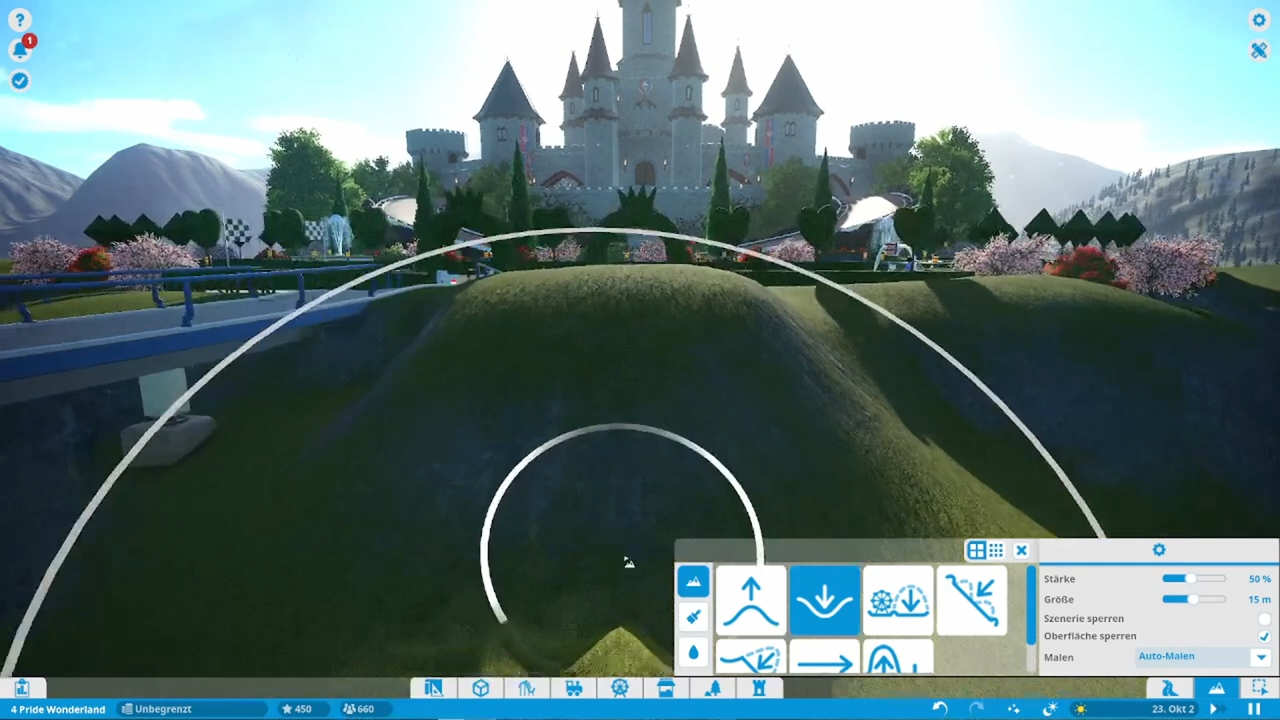 ?
1
Stärke 50 %
Größe 15 m
Szenerie sperren
Oberfläche sperren
Malen Auto-Malen
4 Pride Wonderland Unbegrenzt 450 660 23. Okt 2